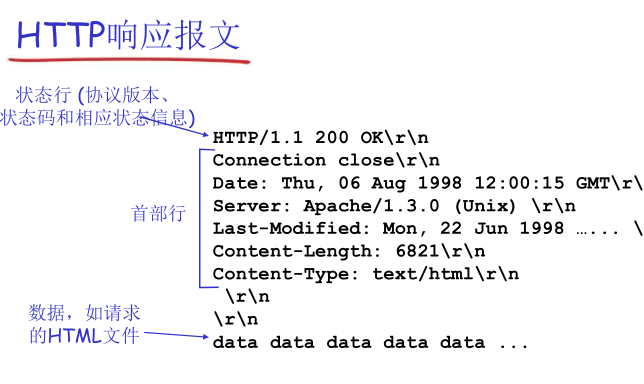 HTTP响应报文
状态行 (协议版本、
状态码和相应状态信息)
HTTP/1.1 200 OK\r\n
Connection close\r\n
Date: Thu, 06 Aug 1998 12:00:15 GMT\r\
Server: Apache/1.3.0 (Unix) \r\n
首部行
Last-Modified: Mon, 22 Jun 1998 …... \
Content-Length: 6821\r\n
Content-Type: text/html\r\n
\r\n
\r\n
数据，如请求
的HTML文件
data data data data data ...